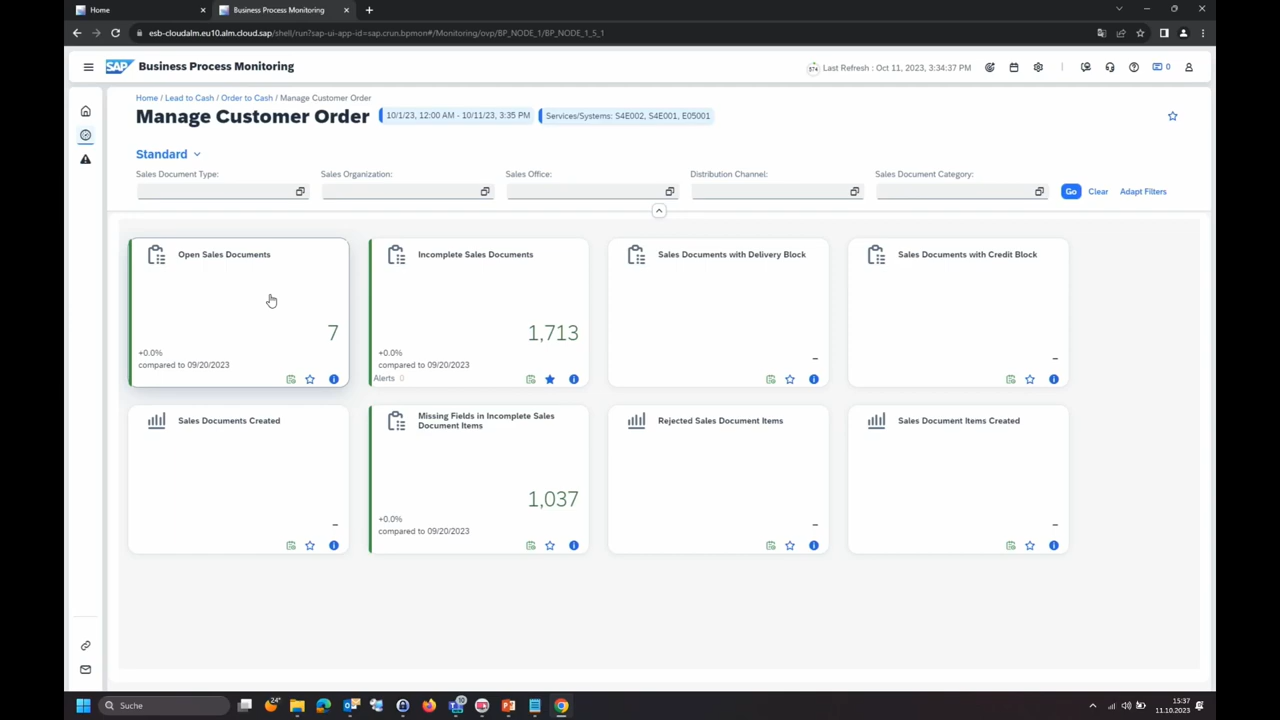 Home
Business Process Monitoring
esb-cloudalm.eu10.alm.cloud.sap/shell/run?sap-ui-app-id=sap.crun.bpmon#/Monitoring/ovp/BP_NODE_1/BP_NODE_1_5_1
SAP Business Process Monitoring
574 Last Refresh : Oct 11, 2023, 3:34:37 PM
0
Home / Lead to Cash / Order to Cash / Manage Customer Order
Manage Customer Order
10/1/23, 12:00 AM - 10/11/23, 3:35 PM
Services/Systems: S4E002, S4E001, E05001
Standard
Sales Document Type: Sales Organization: Sales Office: Distribution Channel: Sales Document Category:
Go Clear Adapt Filters
Open Sales Documents
7
+0.0%
compared to 09/20/2023
Incomplete Sales Documents
1,713
+0.0%
compared to 09/20/2023
Alerts 0
Sales Documents with Delivery Block
–
Sales Documents with Credit Block
–
Sales Documents Created
–
Missing Fields in Incomplete Sales
Document Items
1,037
+0.0%
compared to 09/20/2023
Rejected Sales Document Items
–
Sales Document Items Created
–
Suche
24°
15:37
11.10.2023